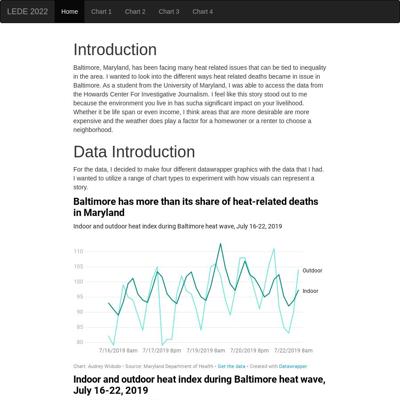 LEDE 2022 Home Chart 1 Chart 2 Chart 3 Chart 4
Introduction
Baltimore, Maryland, has been facing many heat related issues that can be tied to inequality
in the area. I wanted to look into the different ways heat related deaths became in issue in
Baltimore. As a student from the University of Maryland, I was able to access the data from
the Howards Center For Investigative Journalism. I feel like this story stood out to me
because the environment you live in has sucha significant impact on your livelihood.
Whether it be life span or even income, I think areas that are more desirable are more
expensive and the weather does play a factor for a homeowner or a renter to choose a
neighborhood.
Data Introduction
For the data, I decided to make four different datawrapper graphics with the data that I had.
I wanted to utilize a range of chart types to experiment with how visuals can represent a
story.
Baltimore has more than its share of heat-related deaths
in Maryland
Indoor and outdoor heat index during Baltimore heat wave, July 16-22, 2019
110
105
100
95
90
85
80
Outdoor
Indoor
7/16/2019 8am 7/17/2019 8am 7/19/2019 8am 7/20/2019 8pm 7/22/2019 8am
Chart: Audrey Widodo • Source: Maryland Department of Health • Get the data • Created with Datawrapper
Indoor and outdoor heat index during Baltimore heat wave,
July 16-22, 2019